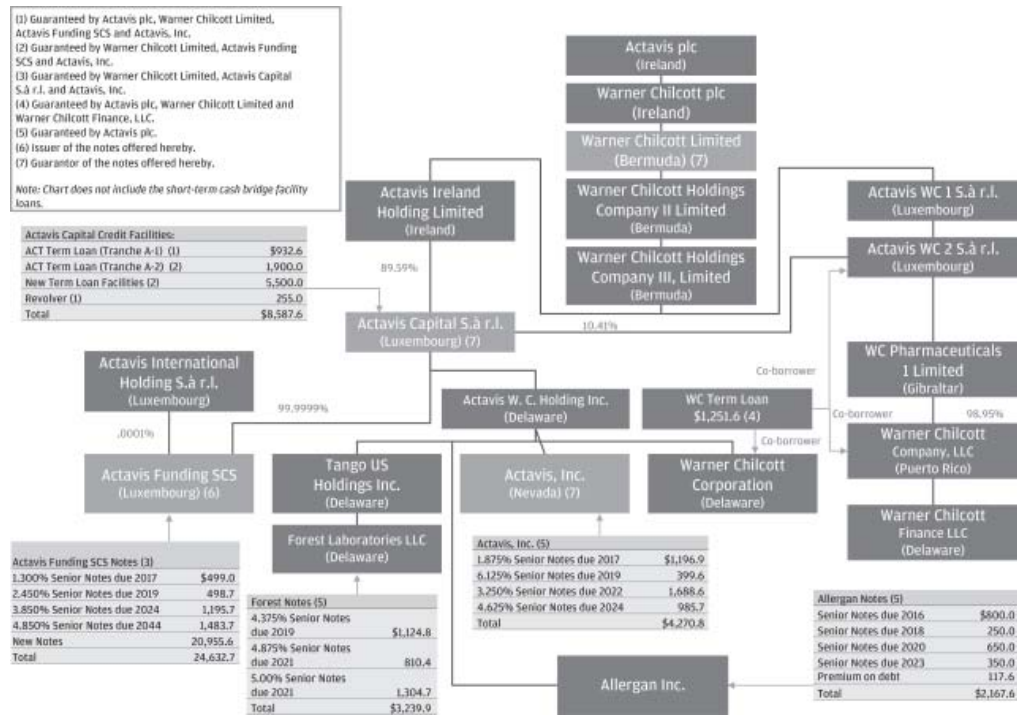 (1) Guaranteed by Actavis plc, Warner Chilcott Limited,
Actavis Funding SCS and Actavis, Inc.
(2) Guaranteed by Warner Chilcott Limited, Actavis Funding
SCS and Actavis, Inc.
(3) Guaranteed by Warner Chilcott Limited, Actavis Capital
S.à r.l. and Actavis, Inc.
(4) Guaranteed by Actavis plc, Warner Chilcott Limited and
Warner Chilcott Finance, LLC.
(5) Guaranteed by Actavis plc.
(6) Issuer of the notes offered hereby.
(7) Guarantor of the notes offered hereby.
Note: Chart does not include the short-term cash bridge facility
loans.
Actavis plc
(Ireland)
Warner Chilcott plc
(Ireland)
Warner Chilcott Limited
(Bermuda) (7)
Warner Chilcott Holdings
Company II Limited
(Bermuda)
Warner Chilcott Holdings
Company III, Limited
(Bermuda)
Actavis Ireland
Holding Limited
(Ireland)
Actavis WC 1 S.à r.l.
(Luxembourg)
Actavis WC 2 S.à r.l.
(Luxembourg)
Actavis Capital Credit Facilities:
ACT Term Loan (Tranche A-1) (1) $932.6
ACT Term Loan (Tranche A-2) (2) 1,900.0
New Term Loan Facilities (2) 5,500.0
Revolver (1) 255.0
Total $8,587.6
89.59%
Actavis Capital S.à r.l.
(Luxembourg) (7)
10.41%
Actavis International
Holding S.à r.l.
(Luxembourg)
.0001%
99.9999%
Actavis W. C. Holding Inc.
(Delaware)
WC Term Loan
$1,251.6 (4)
Co-borrower
Co-borrower
Co-borrower
WC Pharmaceuticals
1 Limited
(Gibraltar)
98.95%
Warner Chilcott
Company, LLC
(Puerto Rico)
Warner Chilcott
Finance LLC
(Delaware)
Actavis Funding SCS
(Luxembourg) (6)
Tango US
Holdings Inc.
(Delaware)
Actavis, Inc.
(Nevada) (7)
Warner Chilcott
Corporation
(Delaware)
Forest Laboratories LLC
(Delaware)
Actavis Funding SCS Notes (3)
1.300% Senior Notes due 2017 $499.0
2.450% Senior Notes due 2019 498.7
3.850% Senior Notes due 2024 1,195.7
4.850% Senior Notes due 2044 1,483.7
New Notes 20,955.6
Total 24,632.7
Forest Notes (5)
4.375% Senior Notes
due 2019 $1,124.8
4.875% Senior Notes
due 2021 810.4
5.00% Senior Notes
due 2021 1,304.7
Total $3,239.9
Actavis, Inc. (5)
1.875% Senior Notes due 2017 $1,196.9
6.125% Senior Notes due 2019 399.6
3.250% Senior Notes due 2022 1,688.6
4.625% Senior Notes due 2024 985.7
Total $4,270.8
Allergan Inc.
Allergan Notes (5)
Senior Notes due 2016 $800.0
Senior Notes due 2018 250.0
Senior Notes due 2020 650.0
Senior Notes due 2023 350.0
Premium on debt 117.6
Total $2,167.6